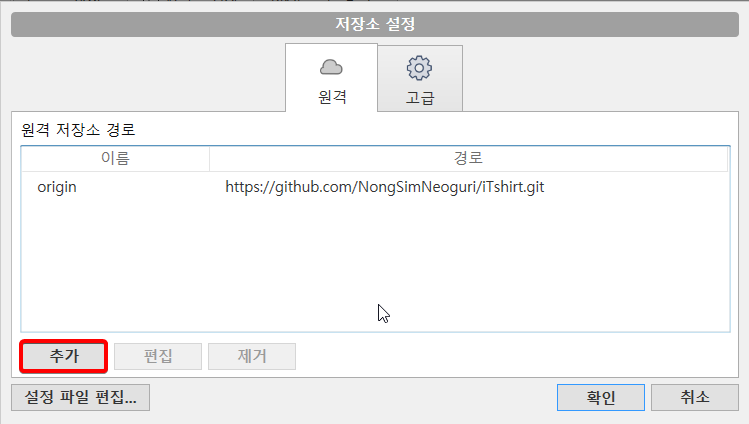 저장소 설정
원격
고급
원격 저장소 경로
이름 경로
origin https://github.com/NongSimNeoguri/iTshirt.git
추가 편집 제거
설정 파일 편집... 확인 취소